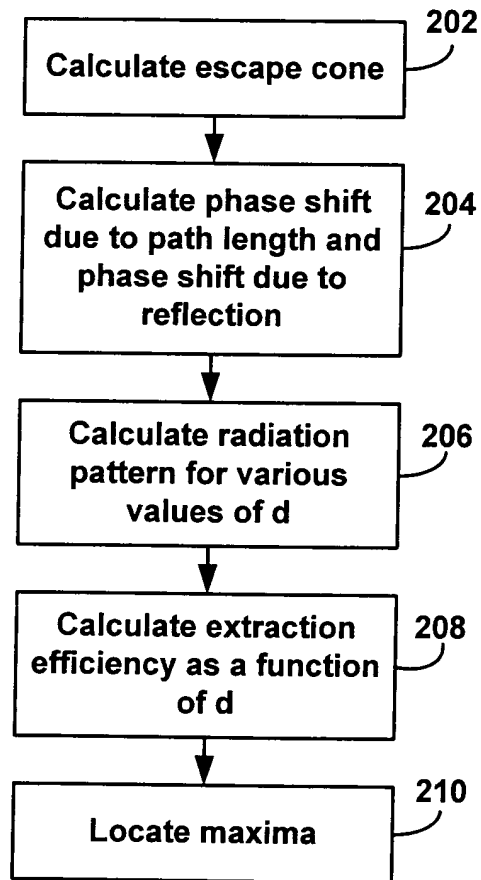 202
Calculate escape cone
204
Calculate phase shift
due to path length and
phase shift due to
reflection
206
Calculate radiation
pattern for various
values of d
208
Calculate extraction
efficiency as a function
of d
210
Locate maxima